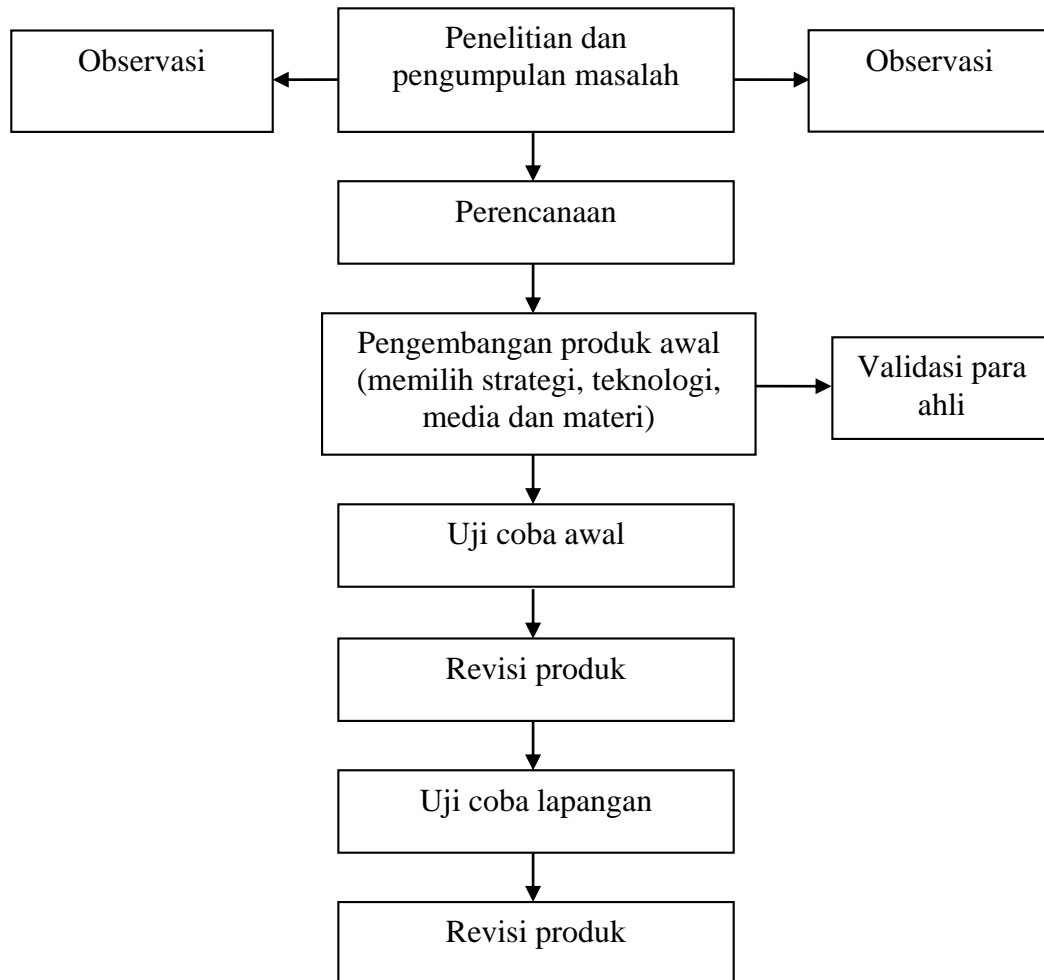 Observasi
Penelitian dan
pengumpulan masalah
Observasi
Perencanaan
Pengembangan produk awal
(memilih strategi, teknologi,
media dan materi)
Validasi para
ahli
Uji coba awal
Revisi produk
Uji coba lapangan
Revisi produk